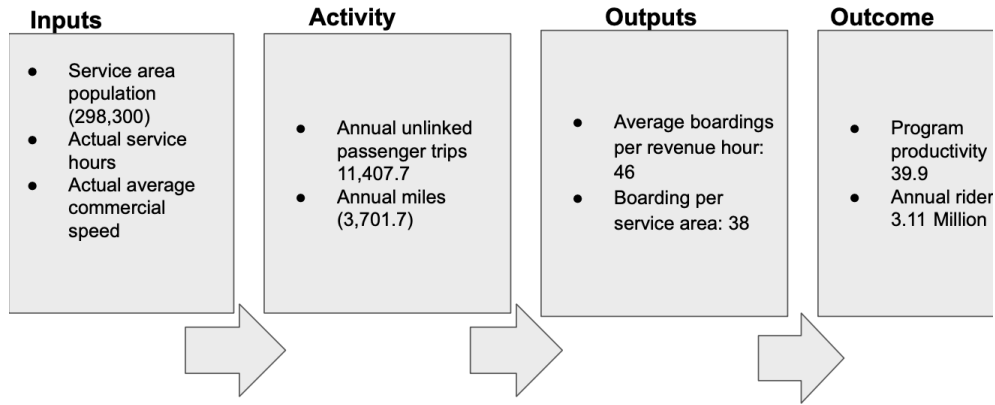 Inputs
● Service area
population
(298,300)
● Actual service
hours
● Actual average
commercial
speed
Activity
● Annual unlinked
passenger trips
11,407.7
● Annual miles
(3,701.7)
Outputs
● Average boardings
per revenue hour:
46
● Boarding per
service area: 38
Outcome
● Program
productivity
39.9
● Annual rider
3.11 Million